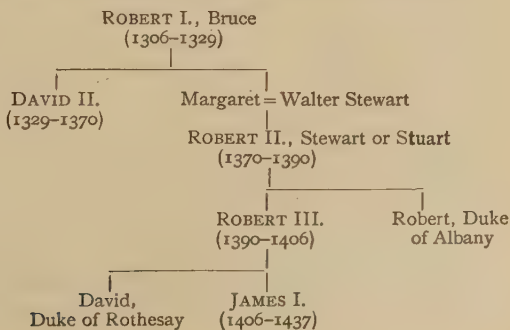 ROBERT I., Bruce
(1306–1329)
DAVID II.
(1329–1370)
Margaret = Walter Stewart
ROBERT II., Stewart or Stuart
(1370–1390)
ROBERT III.
(1390–1406)
Robert, Duke
of Albany
David,
Duke of Rothesay
JAMES I.
(1406–1437)